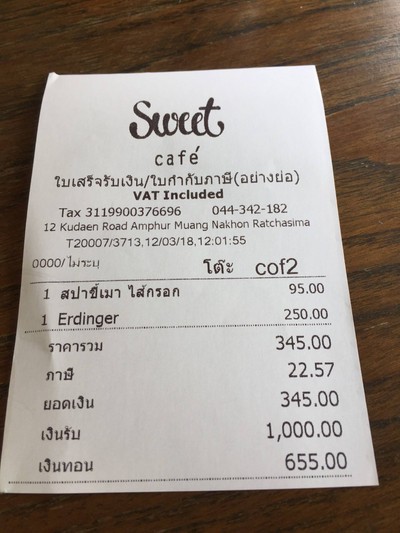 Sweet
café
ใบเสร็จรับเงิน/ใบกำกับภาษี(อย่างย่อ)
VAT Included
Tax 3119900376696 044-342-182
12 Kudaen Road Amphur Muang Nakhon Ratchasima
T20007/3713,12/03/18,12:01:55
0000/ไม่ระบุ โต๊ะ cof2
1 สปาขี้เมา ไส้กรอก 95.00
1 Erdinger 250.00
ราคารวม 345.00
ภาษี 22.57
ยอดเงิน 345.00
เงินรับ 1,000.00
เงินทอน 655.00